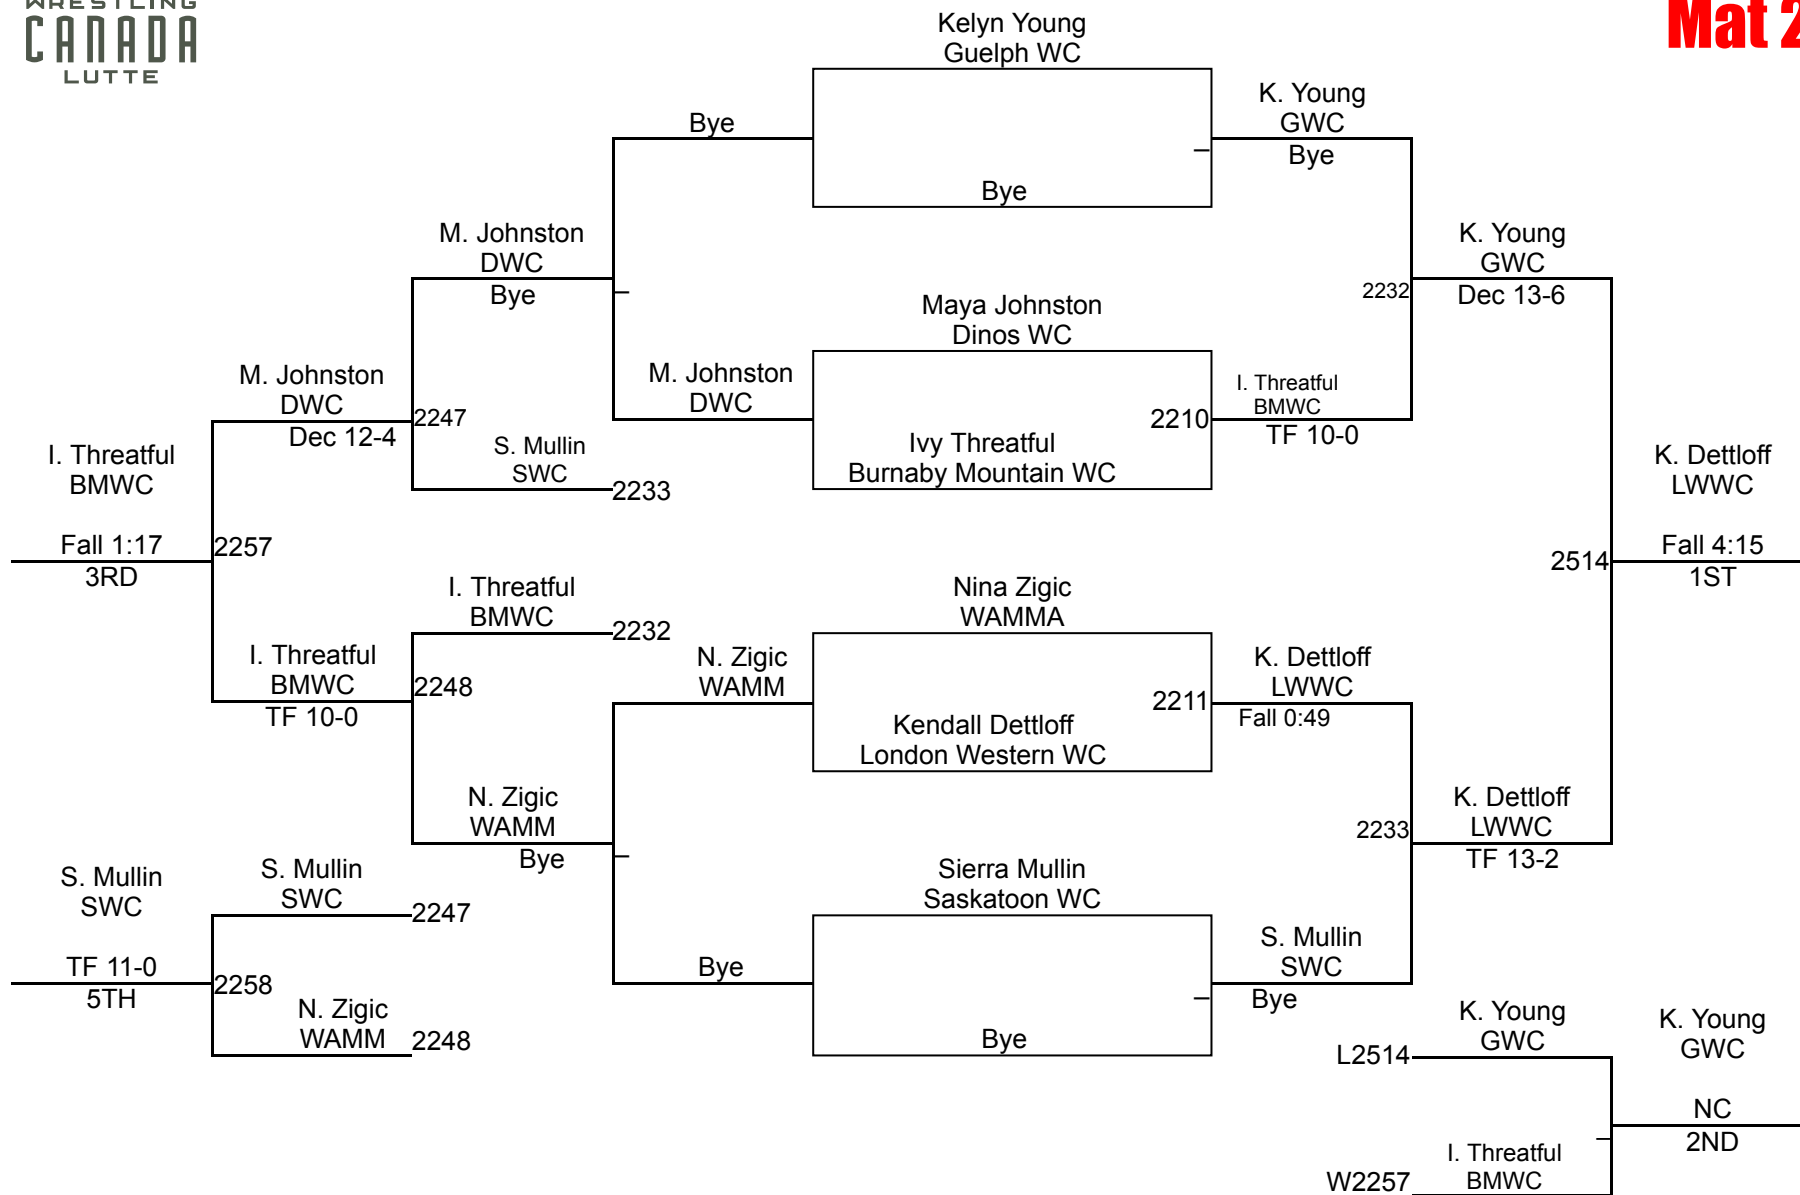 WRESTLING
CANADA
LUTTE
Mat 2
Kelyn Young
Guelph WC
Bye
K. Young
GWC
Bye
Bye
M. Johnston
DWC
Bye
K. Young
GWC
Dec 13-6
2232
Maya Johnston
Dinos WC
M. Johnston
DWC
Dec 12-4
2247
M. Johnston
DWC
I. Threatful
BMWC
TF 10-0
2210
Ivy Threatful
Burnaby Mountain WC
S. Mullin
SWC
2233
I. Threatful
BMWC
Fall 1:17
3RD
2257
K. Dettloff
LWWC
Fall 4:15
1ST
2514
I. Threatful
BMWC
2232
Nina Zigic
WAMMA
I. Threatful
BMWC
TF 10-0
2248
N. Zigic
WAMM
K. Dettloff
LWWC
Fall 0:49
2211
Kendall Dettloff
London Western WC
N. Zigic
WAMM
Bye
K. Dettloff
LWWC
TF 13-2
2233
Sierra Mullin
Saskatoon WC
S. Mullin
SWC
TF 11-0
5TH
2258
S. Mullin
SWC
2247
N. Zigic
WAMM
2248
Bye
S. Mullin
SWC
Bye
Bye
K. Young
GWC
L2514
K. Young
GWC
NC
2ND
I. Threatful
BMWC
W2257